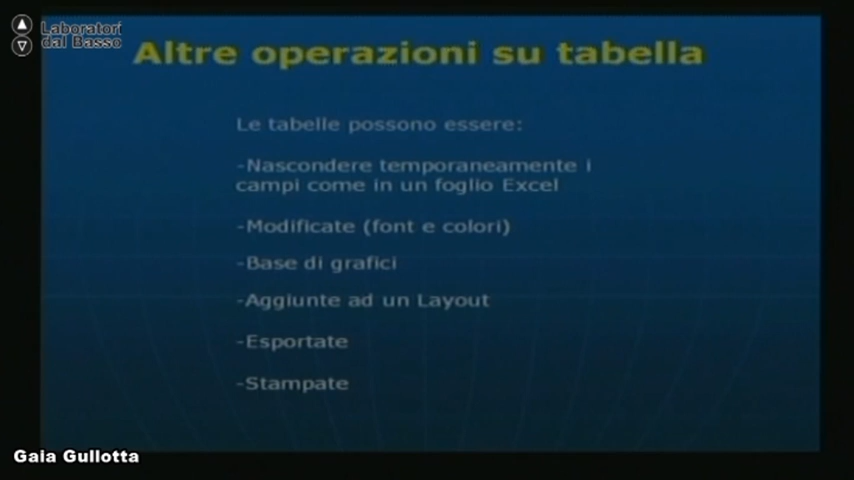 Laboratori
dal Basso
Altre operazioni su tabella
Le tabelle possono essere:
-Nascondere temporaneamente i
campi come in un foglio Excel
-Modificate (font e colori)
-Base di grafici
-Aggiunte ad un Layout
-Esportate
-Stampate
Gaia Gullotta